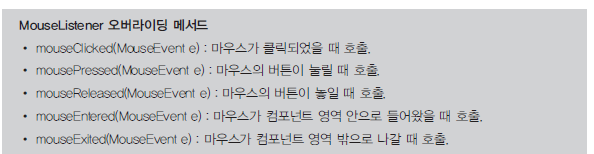 MouseListener 오버라이딩 메서드
• mouseClicked(MouseEvent e) : 마우스가 클릭되었을 때 호출.
• mousePressed(MouseEvent e) : 마우스의 버튼이 눌릴 때 호출.
• mouseReleased(MouseEvent e) : 마우스의 버튼이 놓일 때 호출.
• mouseEntered(MouseEvent e) : 마우스가 컴포넌트 영역 안으로 들어왔을 때 호출.
• mouseExited(MouseEvent e) : 마우스가 컴포넌트 영역 밖으로 나갈 때 호출.